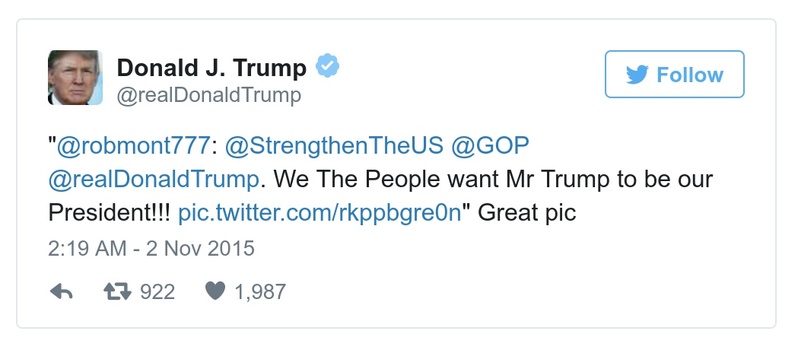 Donald J. Trump
@realDonaldTrump
Follow
"@robmont777: @StrengthenTheUS @GOP
@realDonaldTrump. We The People want Mr Trump to be our
President!!! pic.twitter.com/rkppbgre0n" Great pic
2:19 AM - 2 Nov 2015
922 1,987